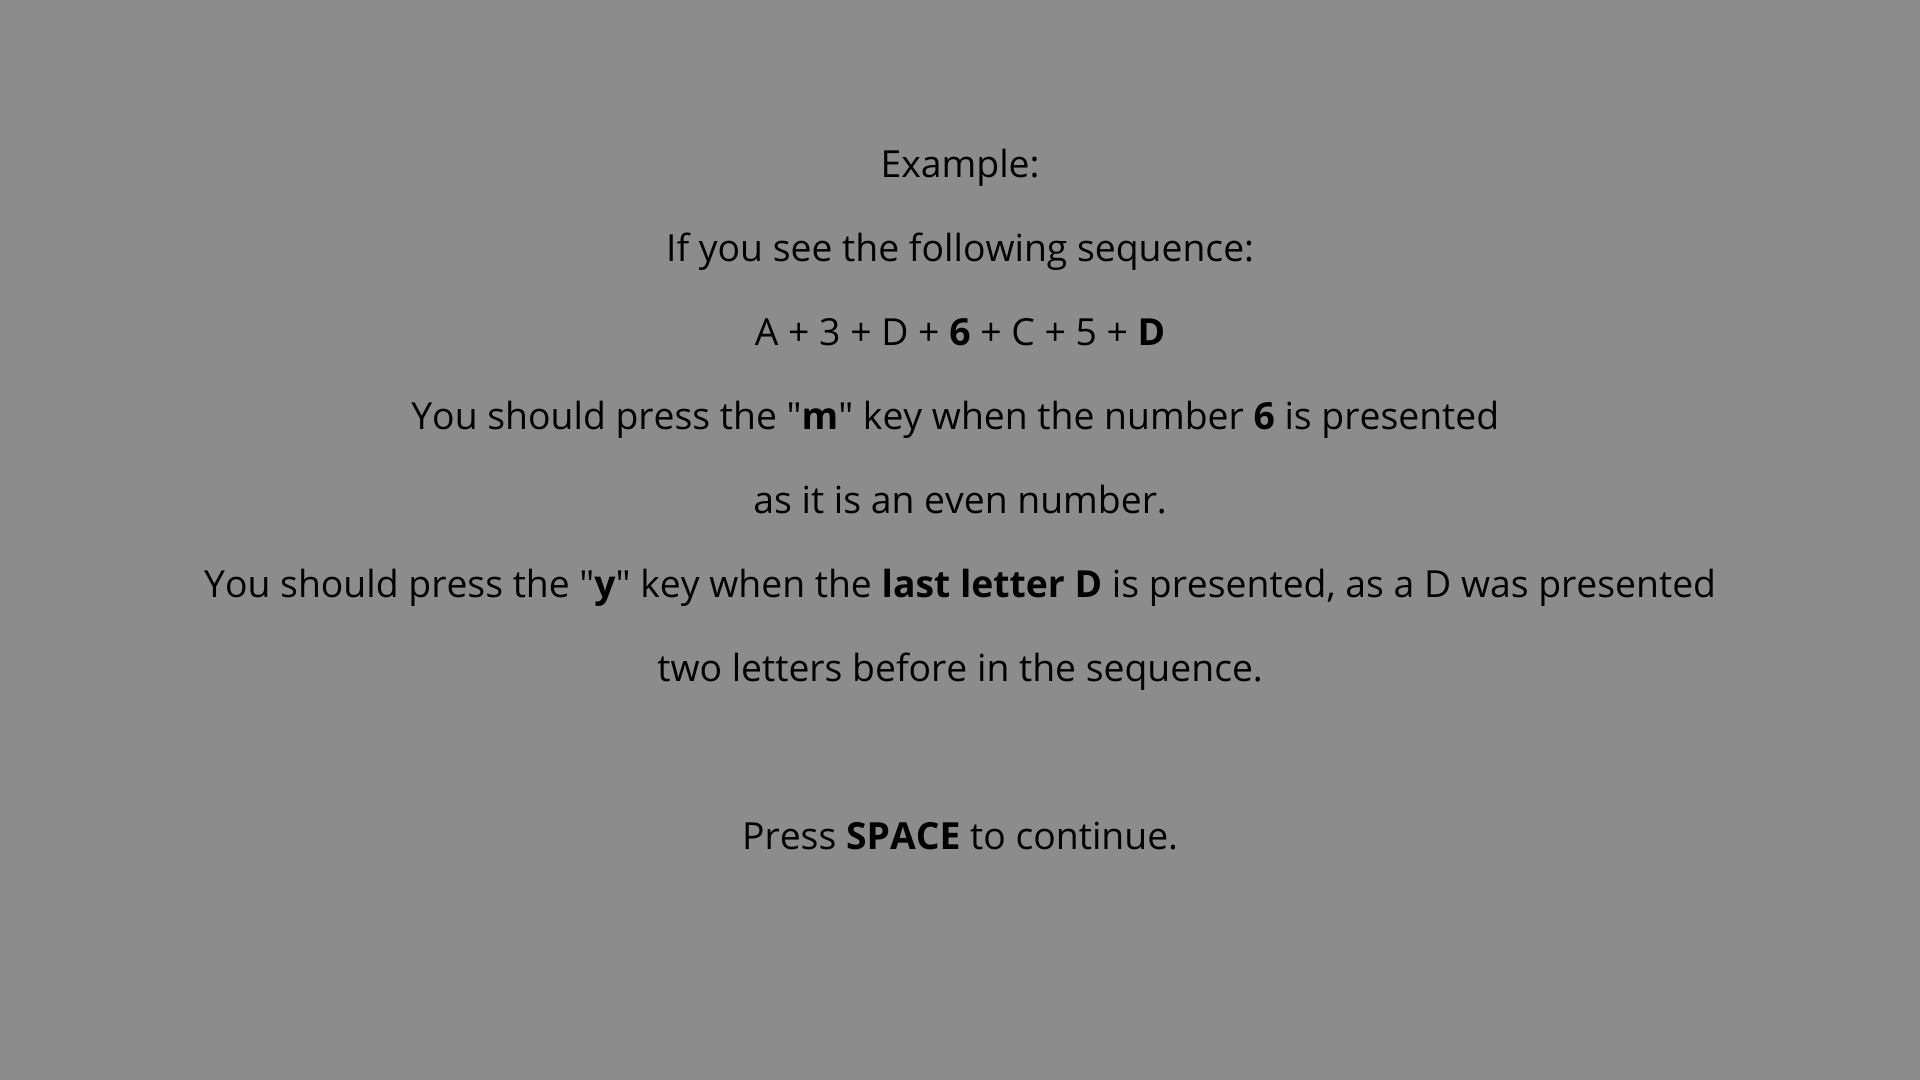 Example:
If you see the following sequence:
A + 3 + D + 6 + C + 5 + D
You should press the "m" key when the number 6 is presented
as it is an even number.
You should press the "y" key when the last letter D is presented, as a D was presented
two letters before in the sequence.
Press SPACE to continue.